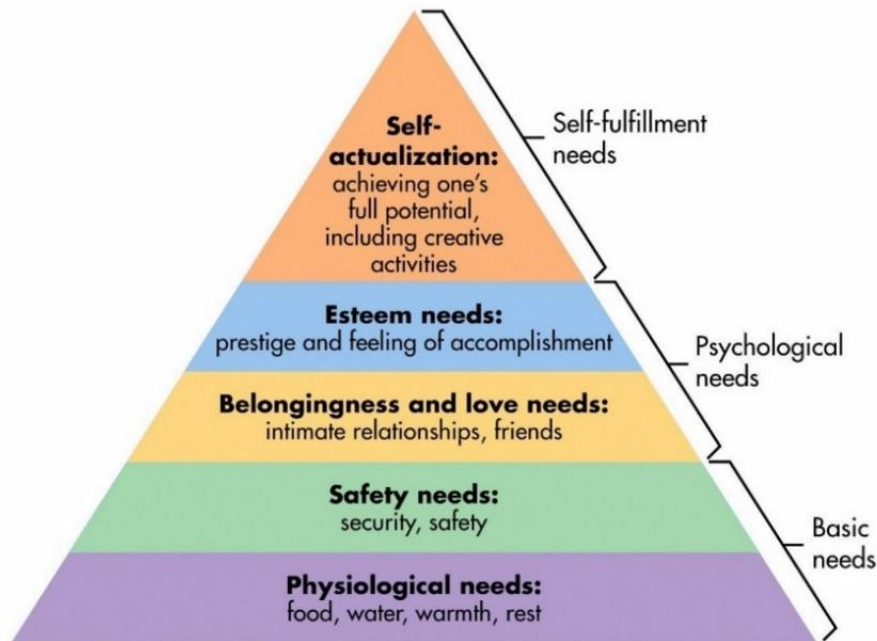 Self-
actualization:
achieving one's
full potential,
including creative
activities
Self-fulfillment
needs
Esteem needs:
prestige and feeling of accomplishment
Psychological
needs
Belongingness and love needs:
intimate relationships, friends
Safety needs:
security, safety
Basic
needs
Physiological needs:
food, water, warmth, rest